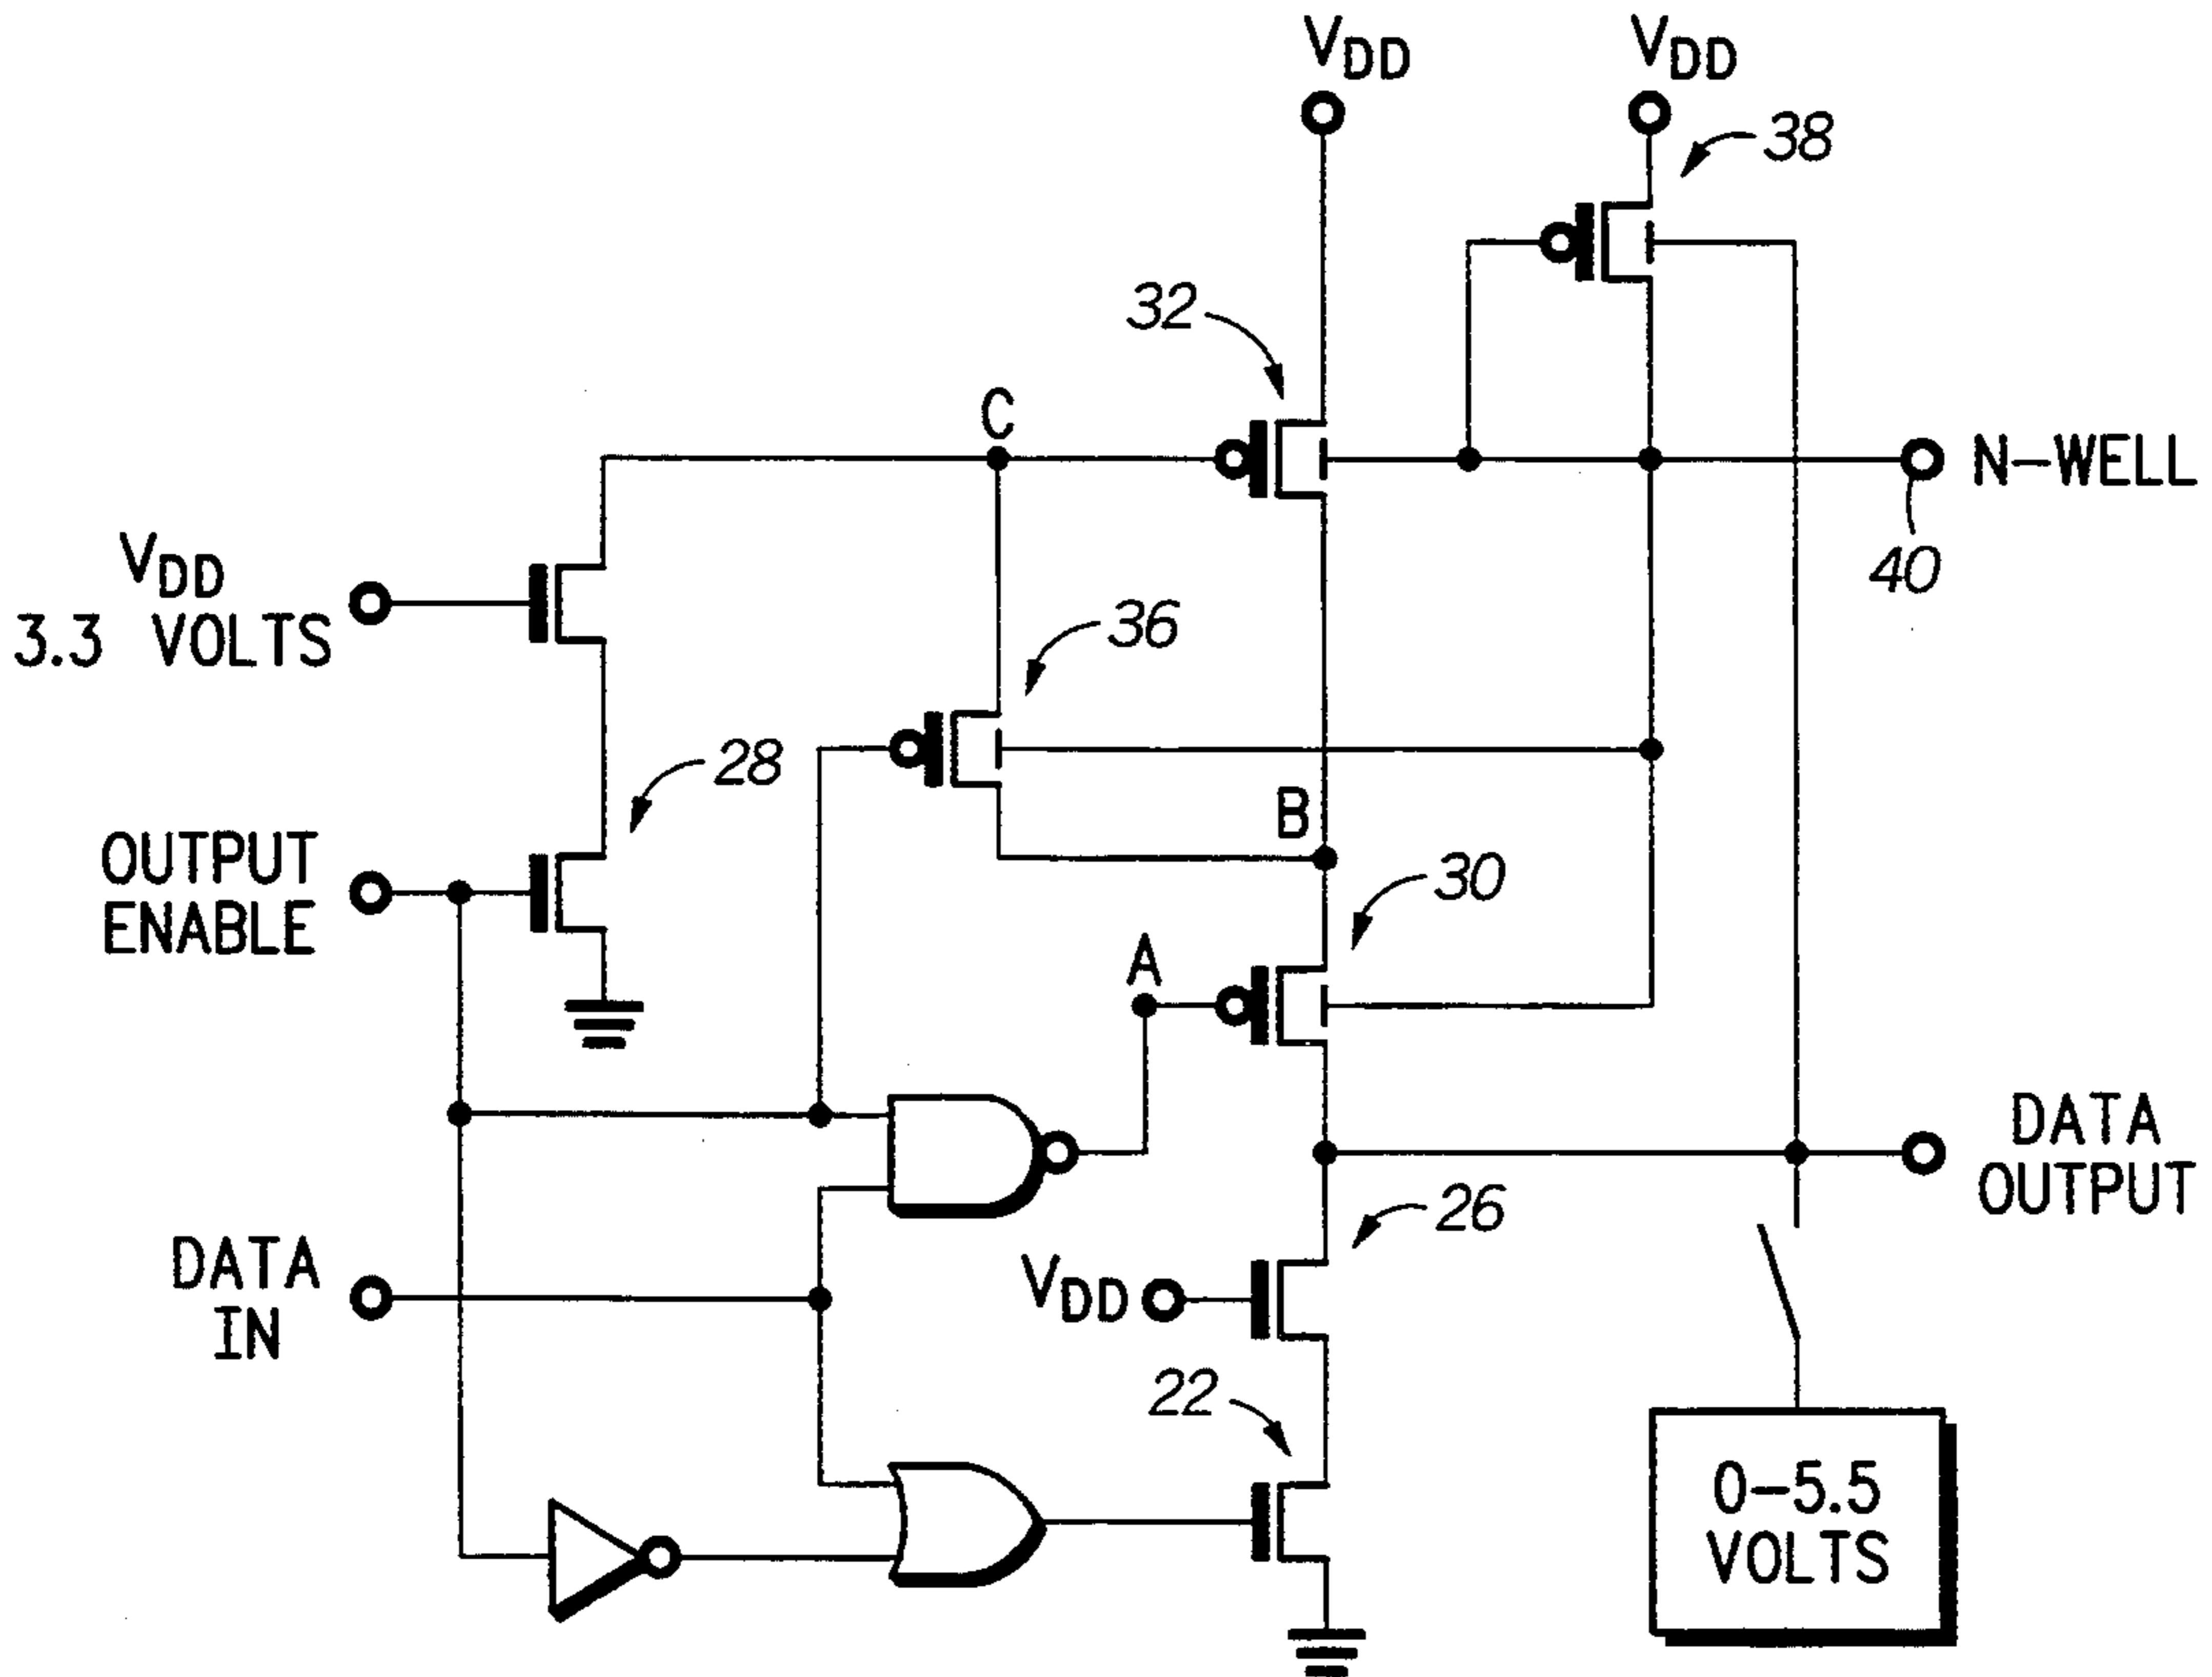 VDD
VDD
38
32
C
N-WELL
40
VDD
3.3 VOLTS
36
28
B
OUTPUT
ENABLE
30
A
DATA
OUTPUT
26
DATA
IN
VDD
22
0-5.5
VOLTS